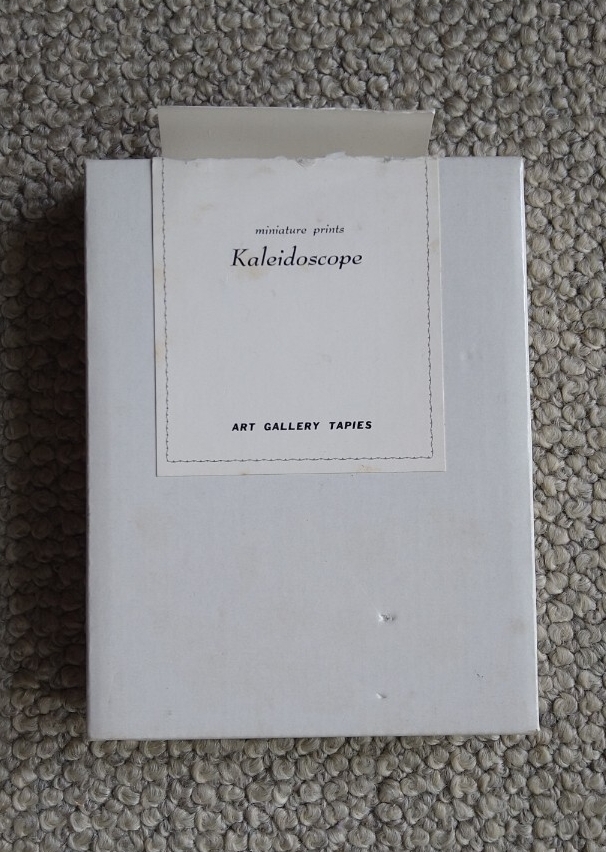 miniature prints
Kaleidoscope
ART GALLERY TAPIES